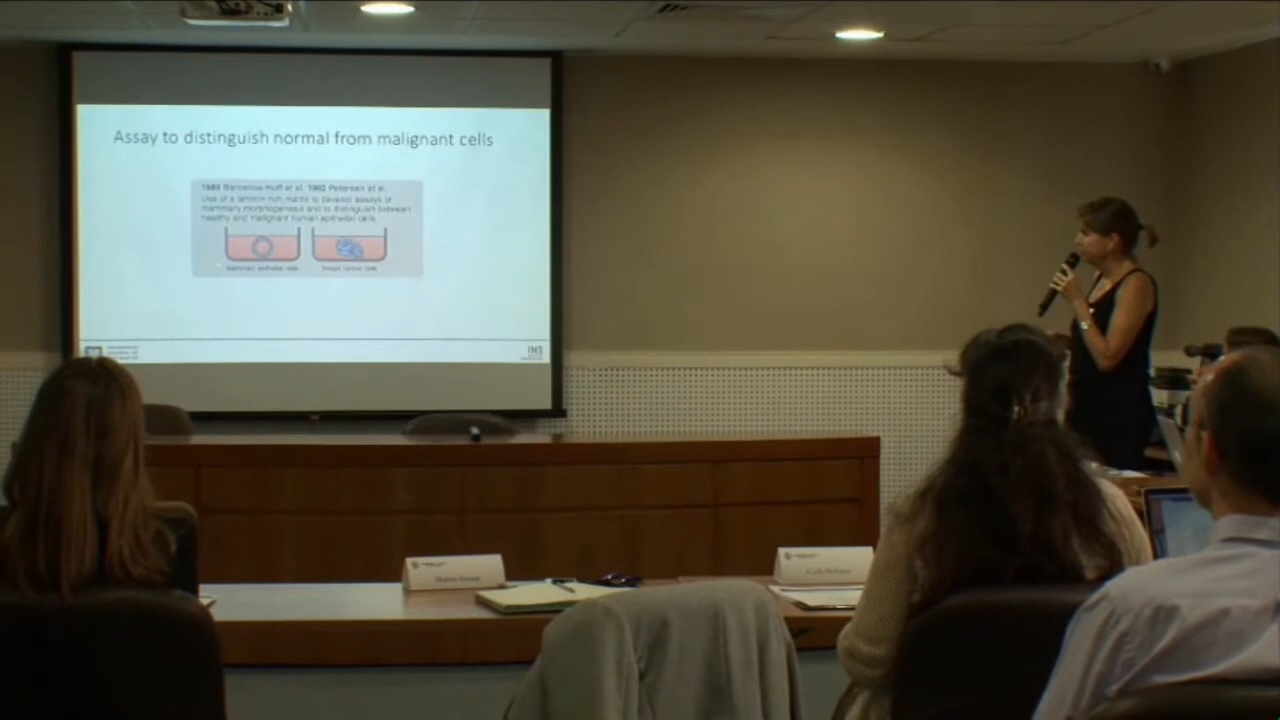 Assay to distinguish normal from malignant cells
1989 Barcellos-Hoff et al. 1992 Petersen et al.
Use of a laminin rich matrix to develop assays of
mammary morphogenesis and to distinguish between
healthy and malignant human epithelial cells
Mammary epithelial cells
Breast cancer cells
INS